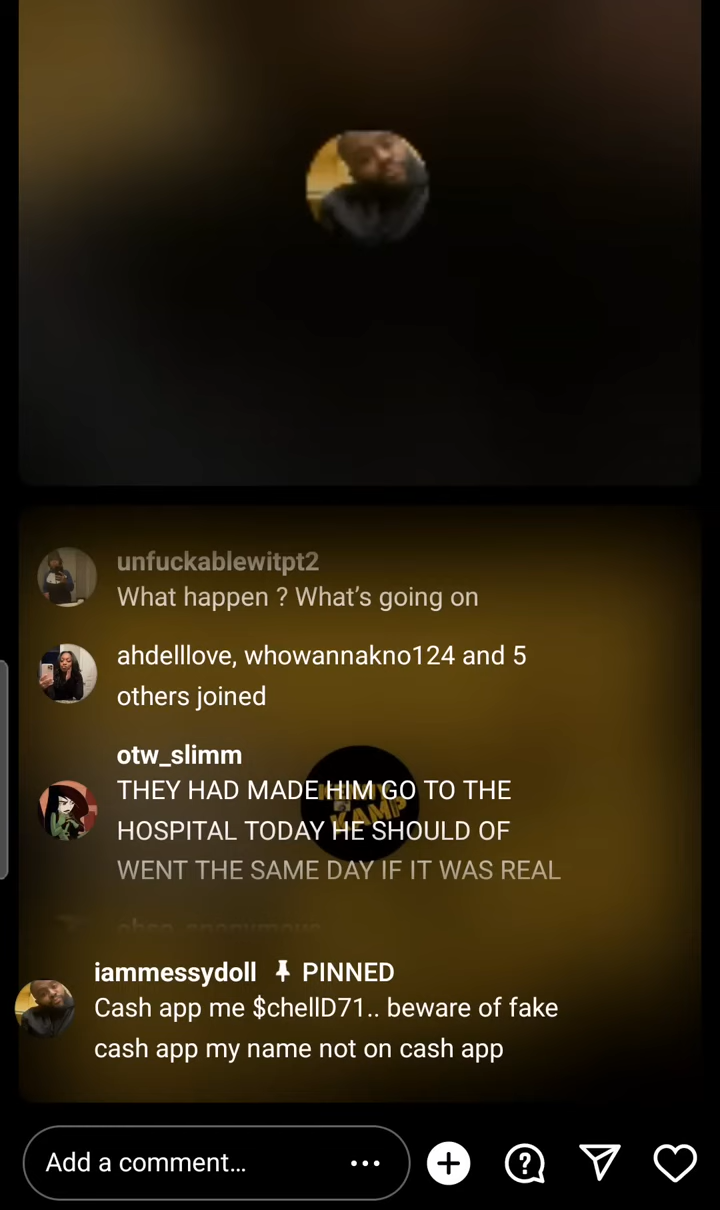 unfuckablewitpt2
What happen ? What's going on
ahdelllove, whowannakno124 and 5
others joined
otw_slimm
THEY HAD MADE HIM GO TO THE
HOSPITAL TODAY HE SHOULD OF
WENT THE SAME DAY IF IT WAS REAL
KAMP
iammessydoll PINNED
Cash app me $chellD71.. beware of fake
cash app my name not on cash app
Add a comment...